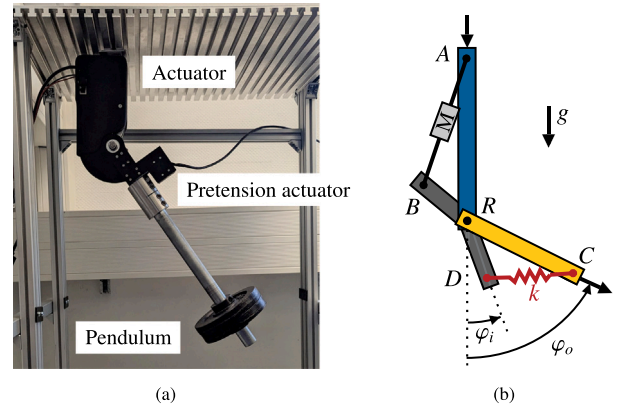 Actuator
Pretension actuator
Pendulum
(a)
A
M
g
B
R
C
D
k
φi
φo
(b)